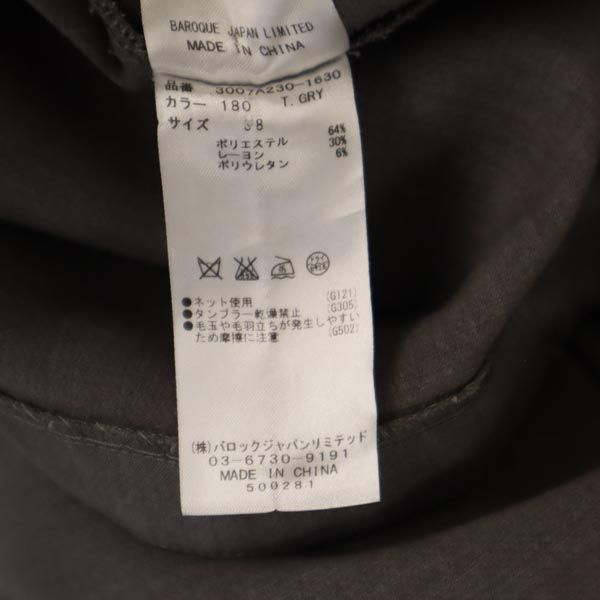 BAROQUE JAPAN LIMITED
MADE IN CHINA
品番 3007A230-1630
カラー 180 T.GRY
サイズ 38
64%
ポリエステル 30%
レーヨン 6%
ポリウレタン
ドライ
●ネット使用 (G121)
●タンブラー乾燥禁止 (G305)
●毛玉や毛羽立ちが発生しやすい
ため摩擦に注意 (G502)
(株)バロックジャパンリミテッド
03-6730-9191
MADE IN CHINA
500281